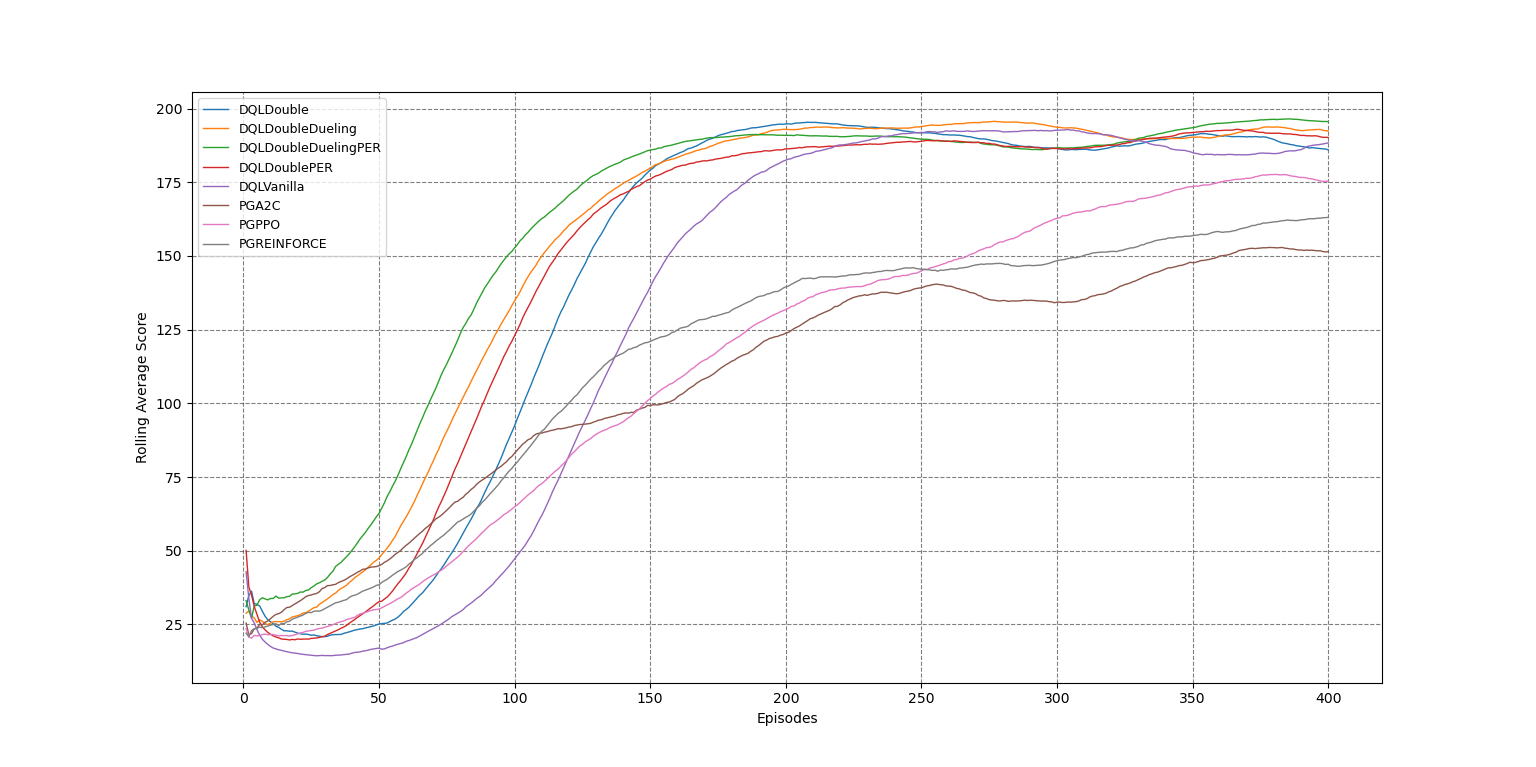 200
175
150
125
100
75
50
25
Rolling Average Score
DQLDouble
DQLDoubleDueling
DQLDoubleDuelingPER
DQLDoublePER
DQLVanilla
PGA2C
PGPPO
PGREINFORCE
0 50 100 150 200 250 300 350 400
Episodes